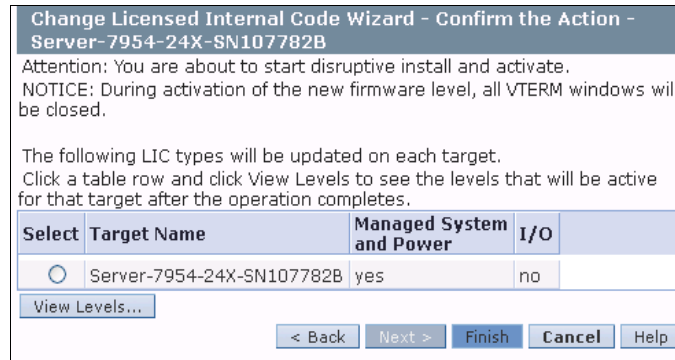 Change Licensed Internal Code Wizard - Confirm the Action -
Server-7954-24X-SN107782B
Attention: You are about to start disruptive install and activate.
NOTICE: During activation of the new firmware level, all VTERM windows wil
be closed.
The following LIC types will be updated on each target.
Click a table row and click View Levels to see the levels that will be active
for that target after the operation completes.
Select Target Name Managed System and Power I/O
Server-7954-24X-SN107782B yes no
View Levels...
< Back Next > Finish Cancel Help